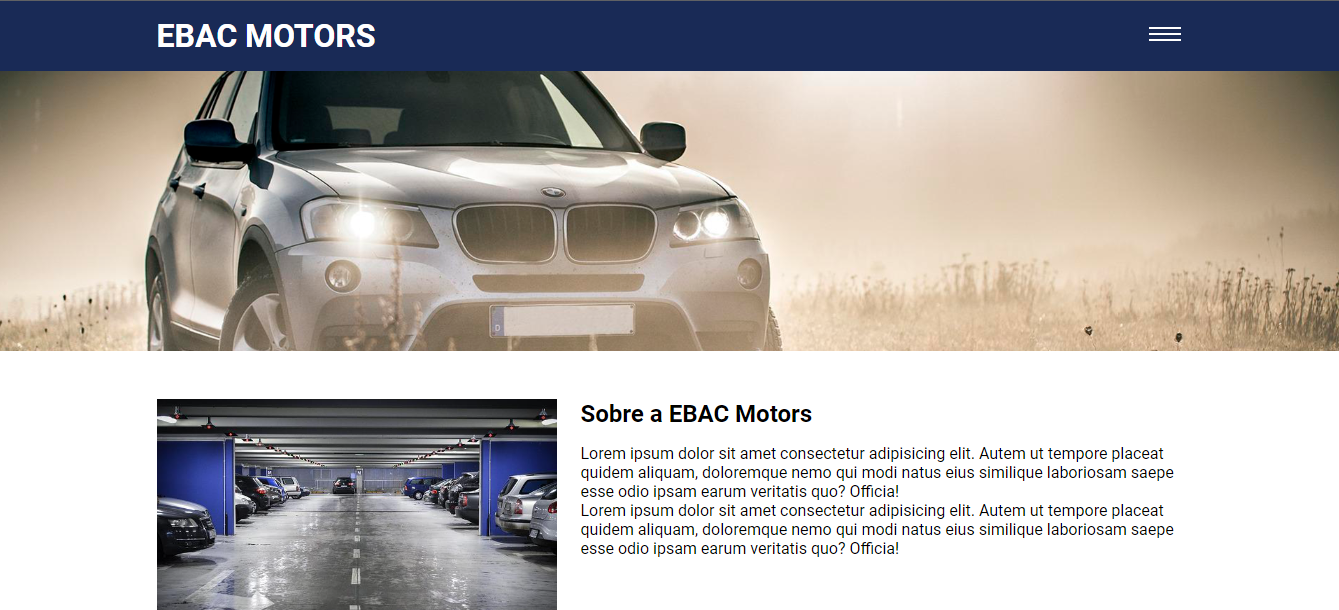 EBAC MOTORS
D
Sobre a EBAC Motors
Lorem ipsum dolor sit amet consectetur adipisicing elit. Autem ut tempore placeat
quidem aliquam, doloremque nemo qui modi natus eius similique laboriosam saepe
esse odio ipsam earum veritatis quo? Officia!
Lorem ipsum dolor sit amet consectetur adipisicing elit. Autem ut tempore placeat
quidem aliquam, doloremque nemo qui modi natus eius similique laboriosam saepe
esse odio ipsam earum veritatis quo? Officia!